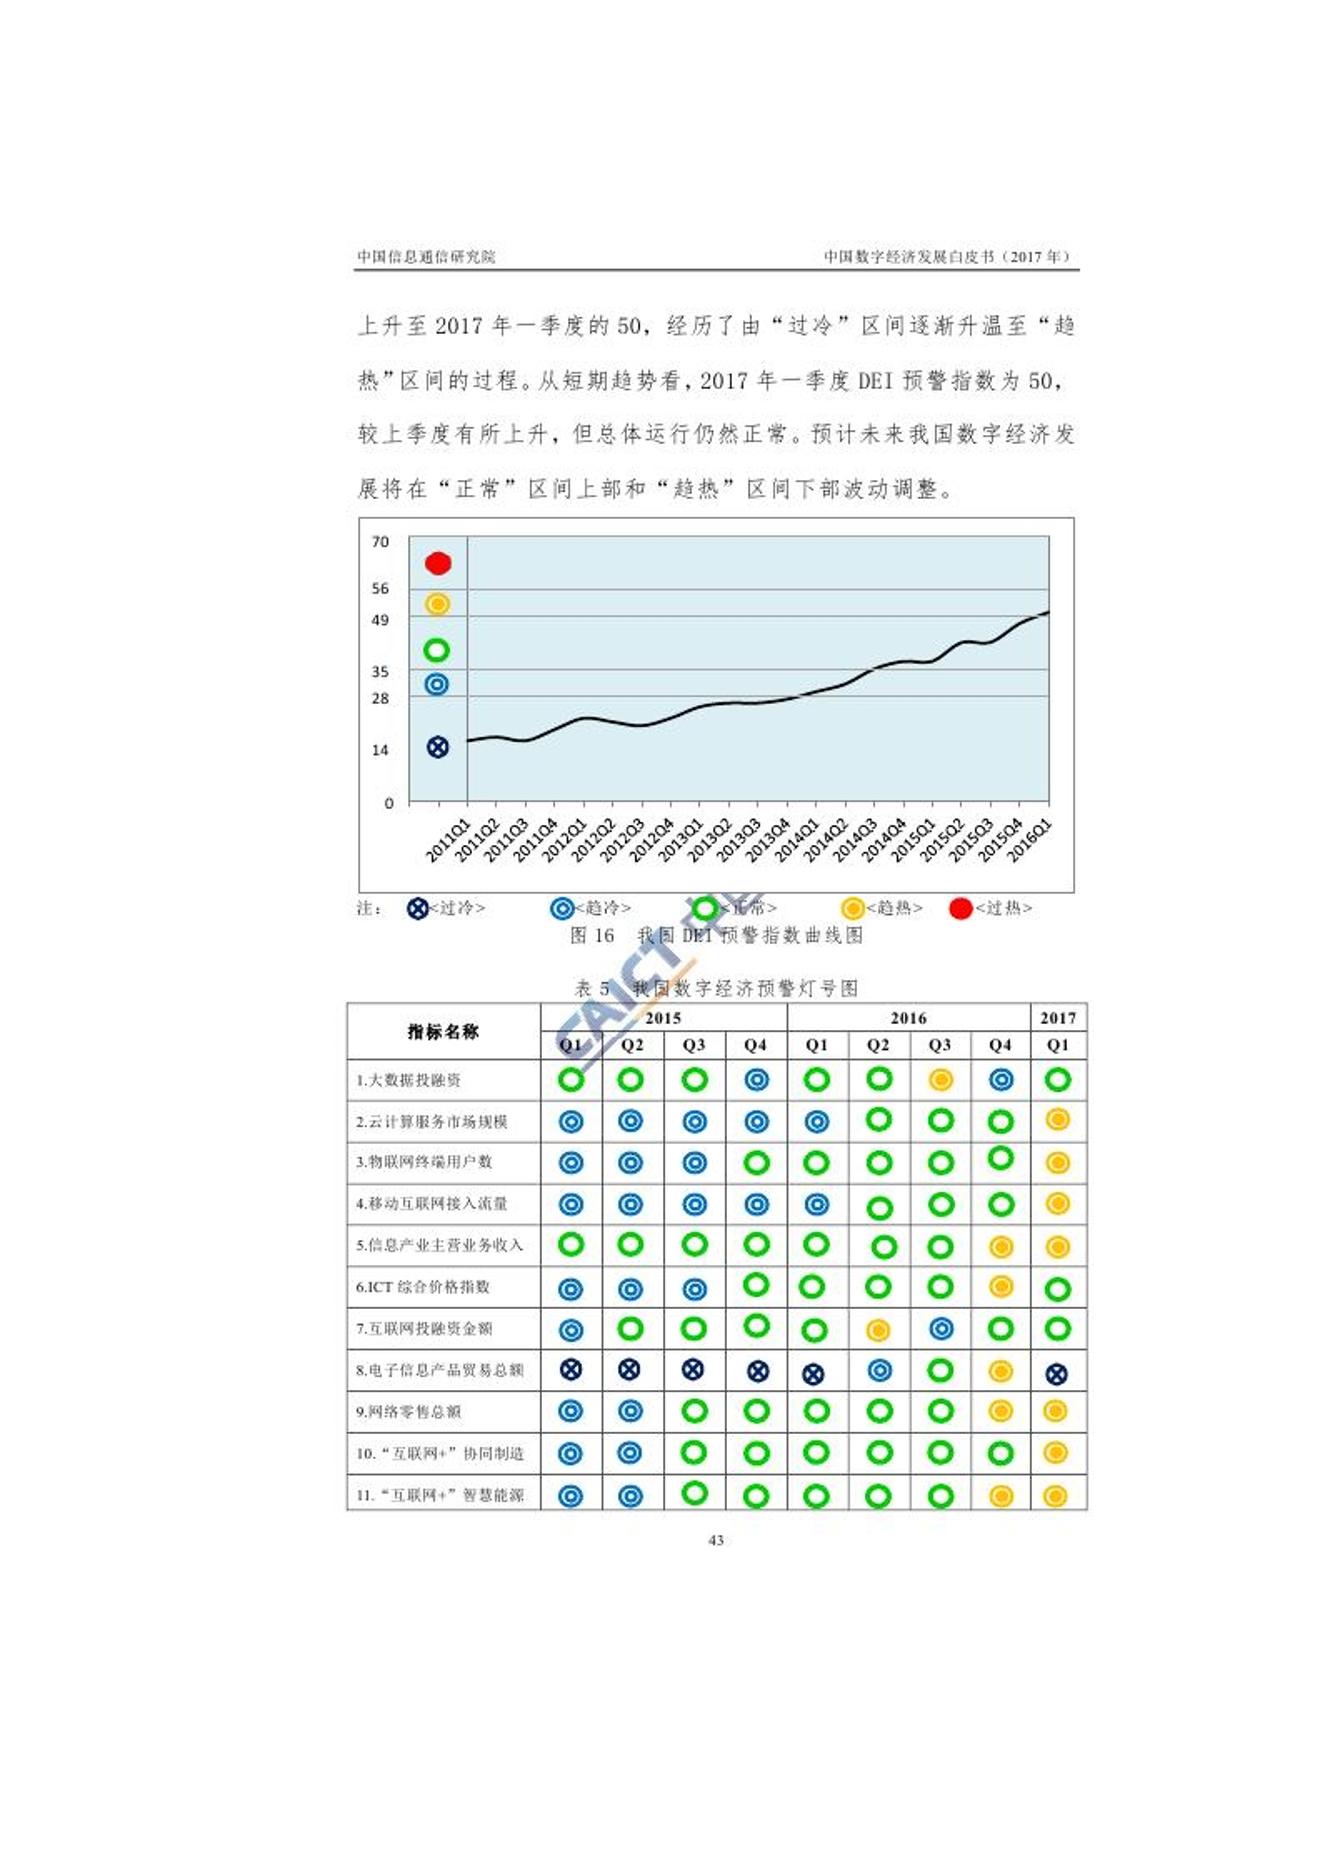 中国信息通信研究院 中国数字经济发展白皮书（2017 年）
上升至 2017 年一季度的 50，经历了由“过冷”区间逐渐升温至“趋
热”区间的过程。从短期趋势看，2017 年一季度 DEI 预警指数为 50，
较上季度有所上升，但总体运行仍然正常。预计未来我国数字经济发
展将在“正常”区间上部和“趋热”区间下部波动调整。
70
56
49
35
28
14
0
2011Q1 2011Q2 2011Q3 2011Q4 2012Q1 2012Q2 2012Q3 2012Q4 2013Q1 2013Q2 2013Q3 2013Q4 2014Q1 2014Q2 2014Q3 2014Q4 2015Q1 2015Q2 2015Q3 2015Q4 2016Q1
注： <过冷> <趋冷> <正常> <趋热> <过热>
图 16 我国 DEI 预警指数曲线图
CAICT
表 5 我国数字经济预警灯号图
指标名称 2015 2016 2017
Q1 Q2 Q3 Q4 Q1 Q2 Q3 Q4 Q1
1.大数据投融资
2.云计算服务市场规模
3.物联网终端用户数
4.移动互联网接入流量
5.信息产业主营业务收入
6.ICT 综合价格指数
7.互联网投融资金额
8.电子信息产品贸易总额
9.网络零售总额
10.“互联网+”协同制造
11.“互联网+”智慧能源
43